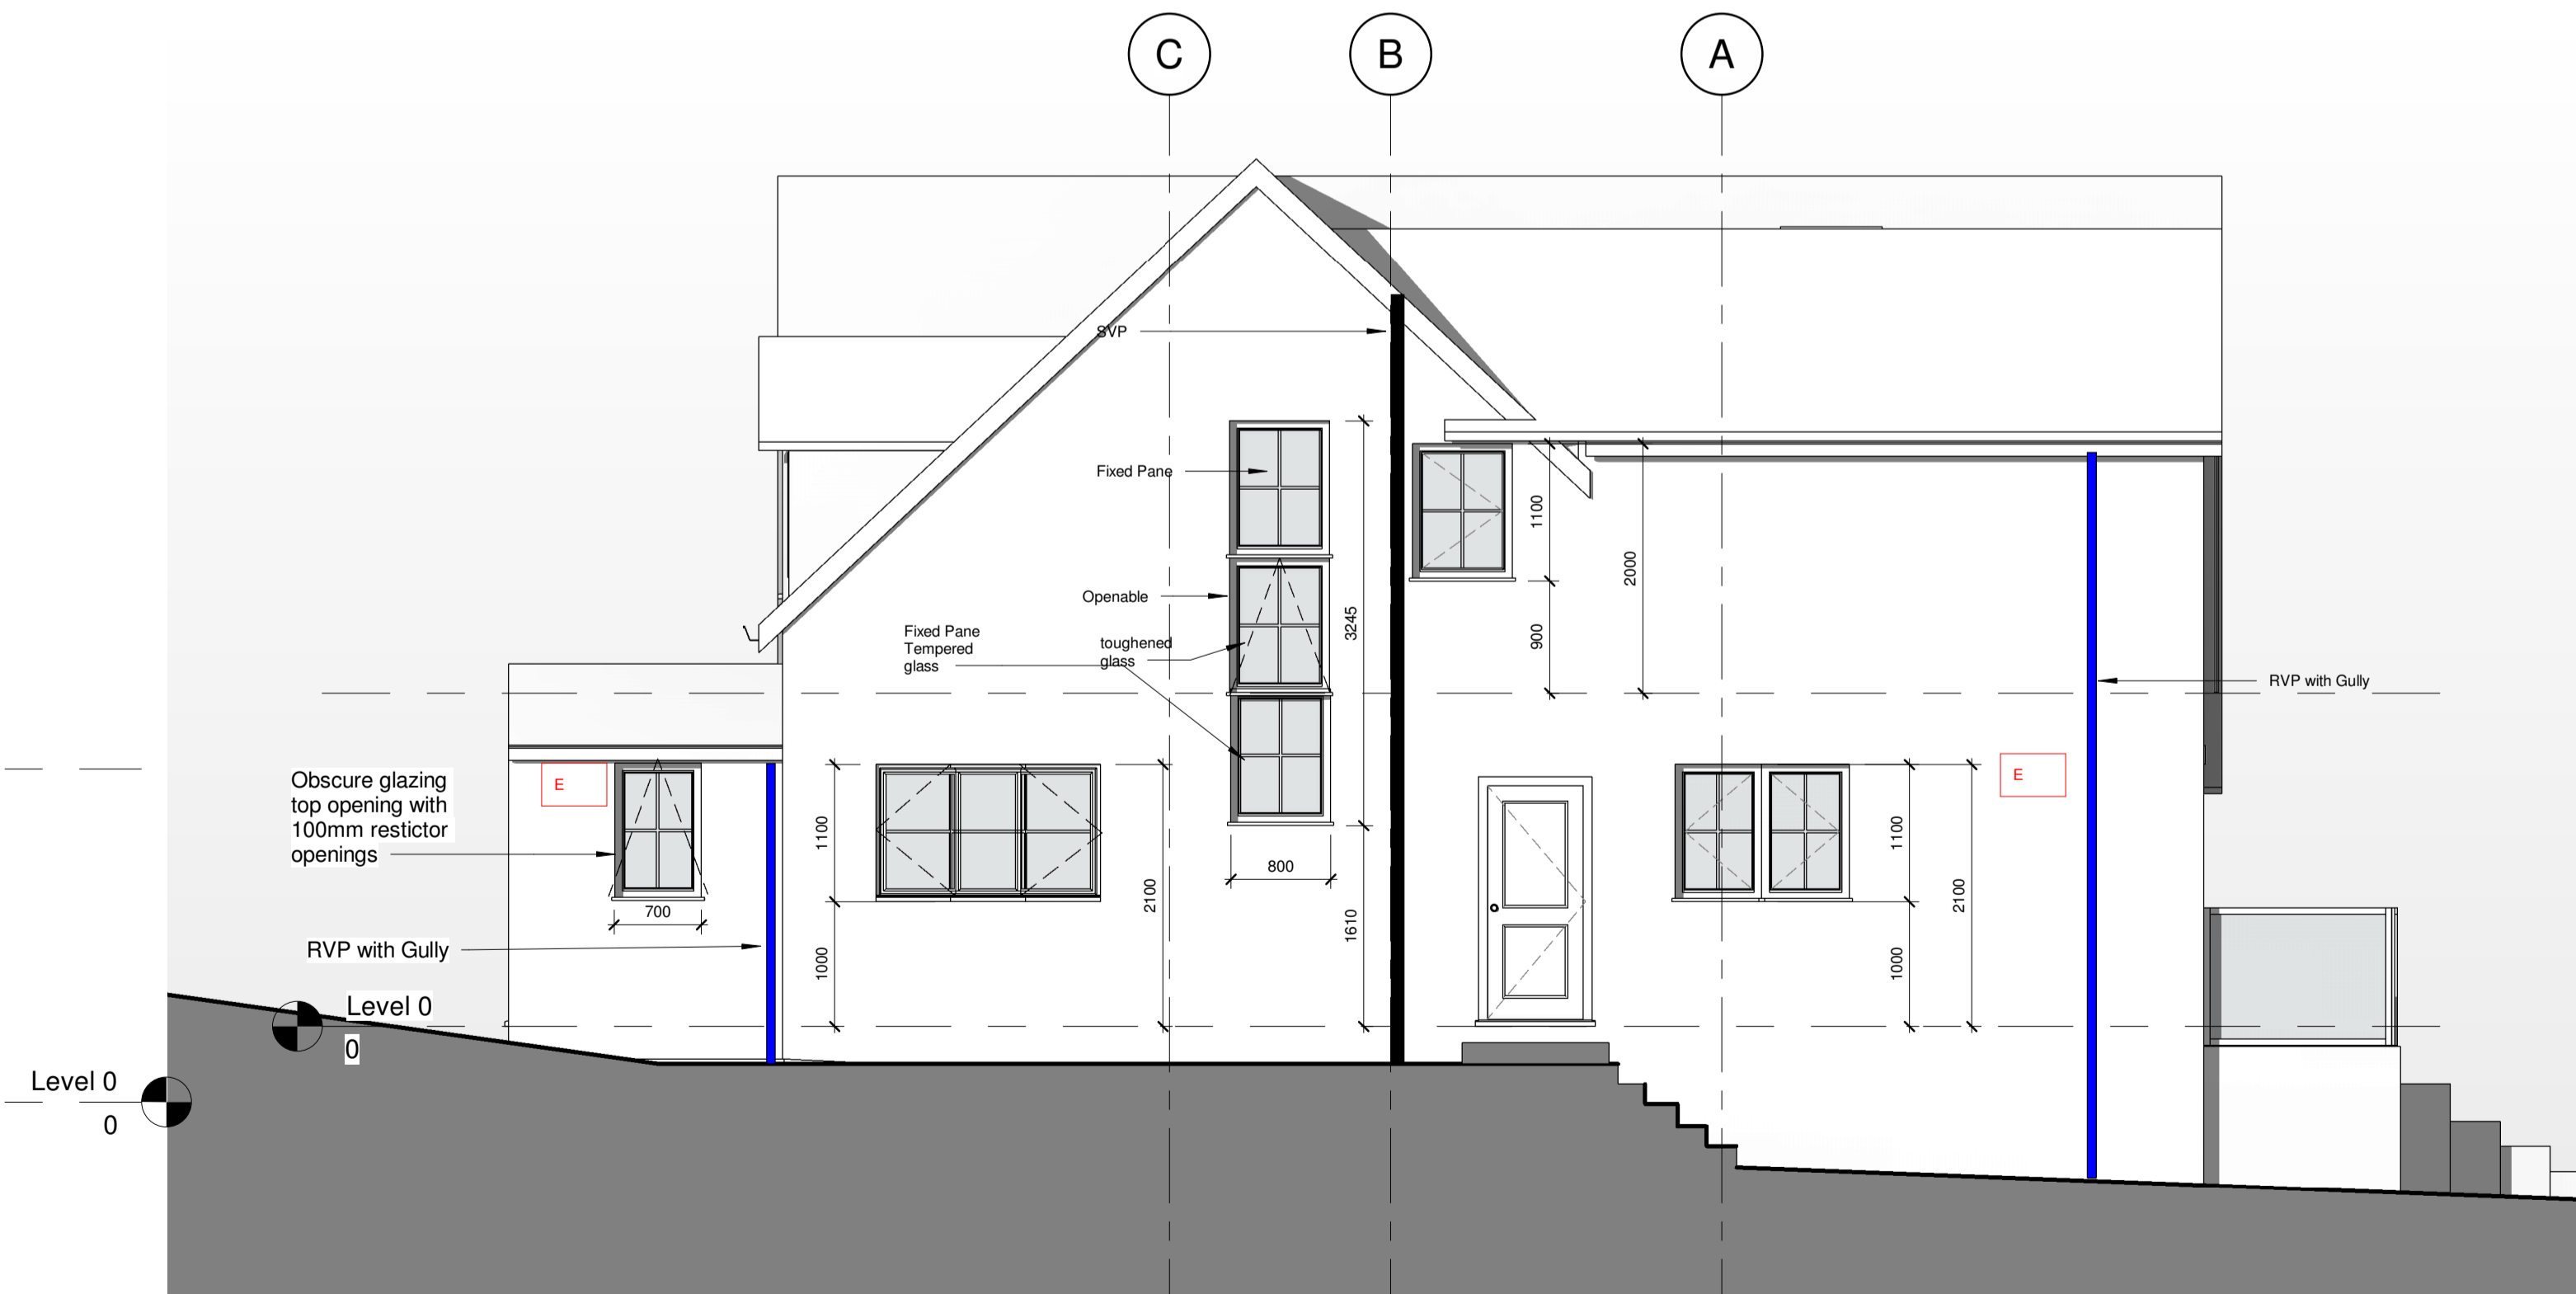 C
B
A
SVP
Fixed Pane
Openable
Fixed Pane
Tempered
glass
toughened
glass
3245
1100
900
2000
RVP with Gully
Obscure glazing
top opening with
100mm restictor
openings
E
700
RVP with Gully
1100
1000
2100
800
1610
1100
1000
2100
E
Level 0
0
Level 0
0